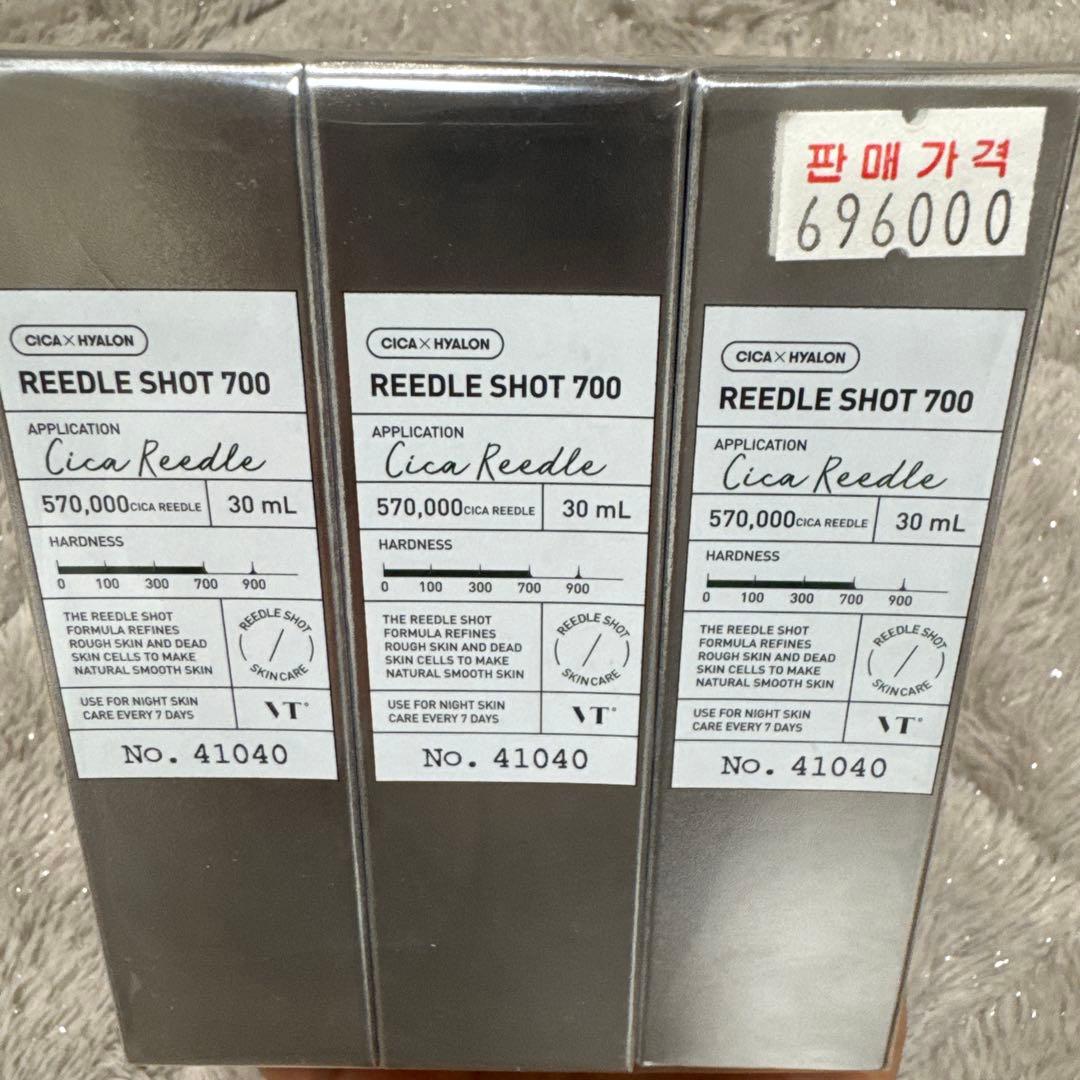 판매가격
696000
CICA×HYALON
REEDLE SHOT 700
APPLICATION
Cica Reedle
570,000CICA REEDLE
30 mL
HARDNESS
0 100 300 700 900
THE REEDLE SHOT
FORMULA REFINES
ROUGH SKIN AND DEAD
SKIN CELLS TO MAKE
NATURAL SMOOTH SKIN
REEDLE SHOT
SKINCARE
USE FOR NIGHT SKIN
CARE EVERY 7 DAYS
VT
No. 41040
CICA×HYALON
REEDLE SHOT 700
APPLICATION
Cica Reedle
570,000CICA REEDLE
30 mL
HARDNESS
0 100 300 700 900
THE REEDLE SHOT
FORMULA REFINES
ROUGH SKIN AND DEAD
SKIN CELLS TO MAKE
NATURAL SMOOTH SKIN
REEDLE SHOT
SKINCARE
USE FOR NIGHT SKIN
CARE EVERY 7 DAYS
VT
No. 41040
CICA×HYALON
REEDLE SHOT 700
APPLICATION
Cica Reedle
570,000CICA REEDLE
30 mL
HARDNESS
0 100 300 700 900
THE REEDLE SHOT
FORMULA REFINES
ROUGH SKIN AND DEAD
SKIN CELLS TO MAKE
NATURAL SMOOTH SKIN
REEDLE SHOT
SKINCARE
USE FOR NIGHT SKIN
CARE EVERY 7 DAYS
VT
No. 41040